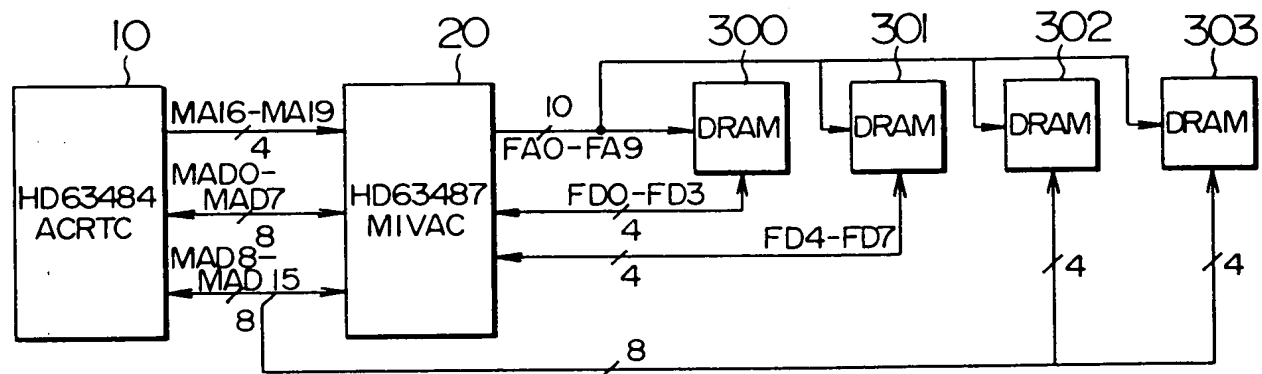 10
20
300
301
302
303
MA16-MA19
4
MAD0-
MAD7
8
MAD8-
MAD15
8
HD63484
ACRTC
HD63487
MIVAC
10
FA0-FA9
DRAM
DRAM
DRAM
DRAM
FD0-FD3
4
FD4-FD7
4
4
4
8